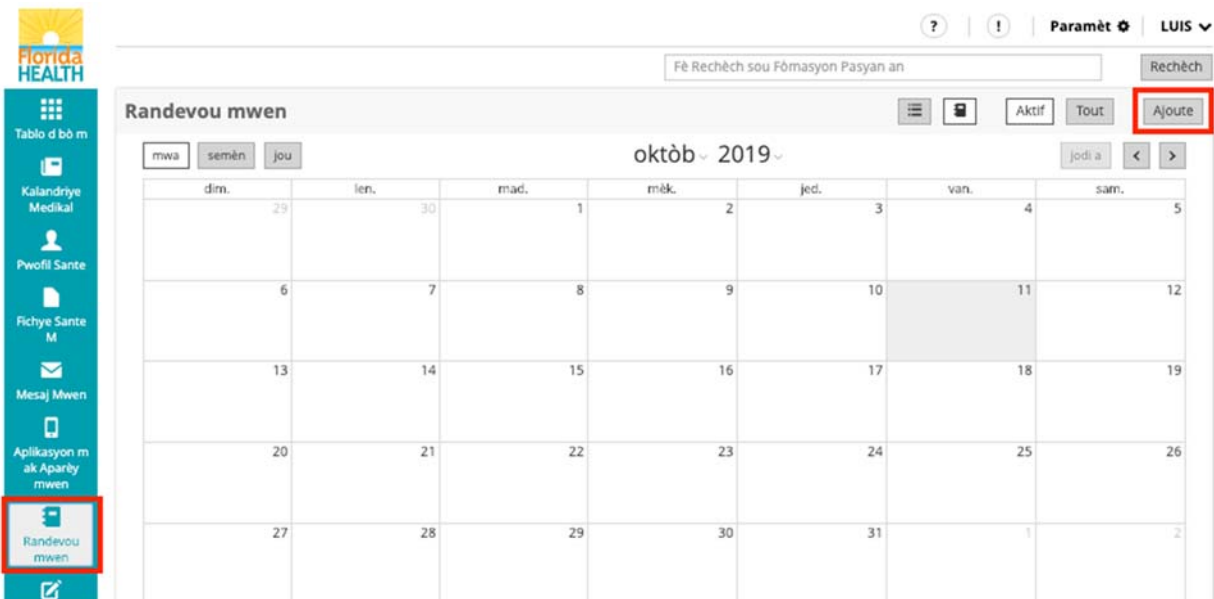 ? ! Paramèt LUIS
Florida
HEALTH
Fè Rechèch sou Fòmasyon Pasyan an Rechèch
Tablo d bò m
Kalandriye
Medikal
Pwofil Sante
Fichye Sante
M
Mesaj Mwen
Aplikasyon m
ak Aparèy
mwen
Randevou
mwen
Randevou mwen Aktif Tout Ajoute
mwa semèn jou oktòb 2019 jodi a < >
dim. len. mad. mèk. jed. van. sam.
29 30 1 2 3 4 5
6 7 8 9 10 11 12
13 14 15 16 17 18 19
20 21 22 23 24 25 26
27 28 29 30 31 1 2